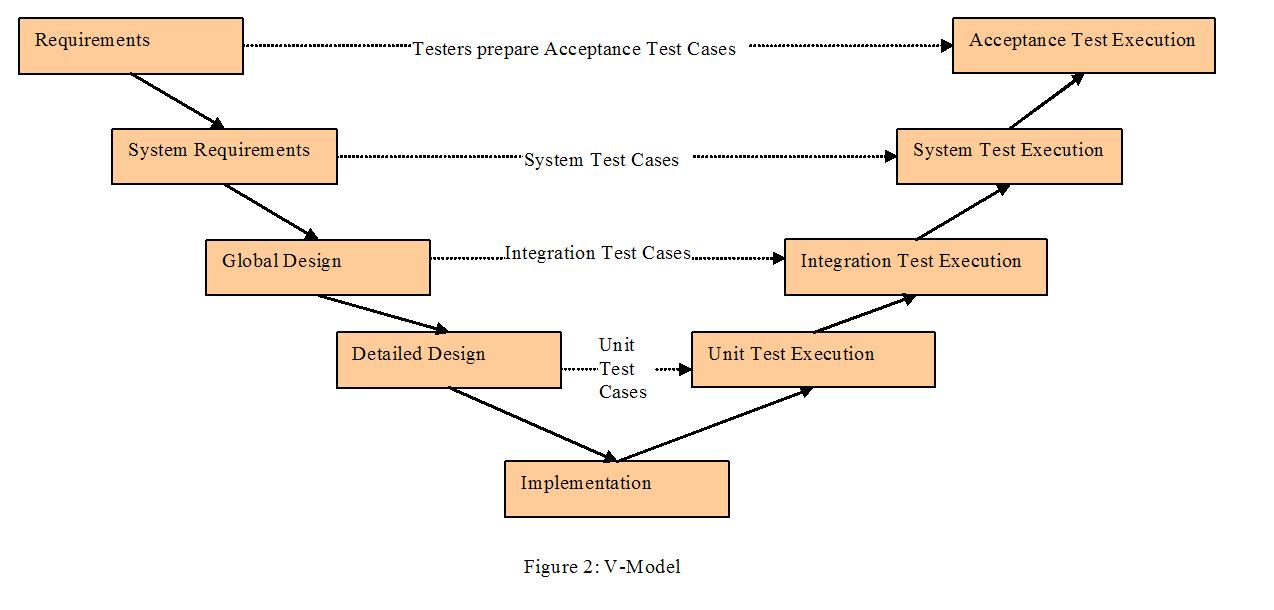 Requirements
Testers prepare Acceptance Test Cases
Acceptance Test Execution
System Requirements
System Test Cases
System Test Execution
Global Design
Integration Test Cases
Integration Test Execution
Detailed Design
Unit
Test
Cases
Unit Test Execution
Implementation
Figure 2: V-Model